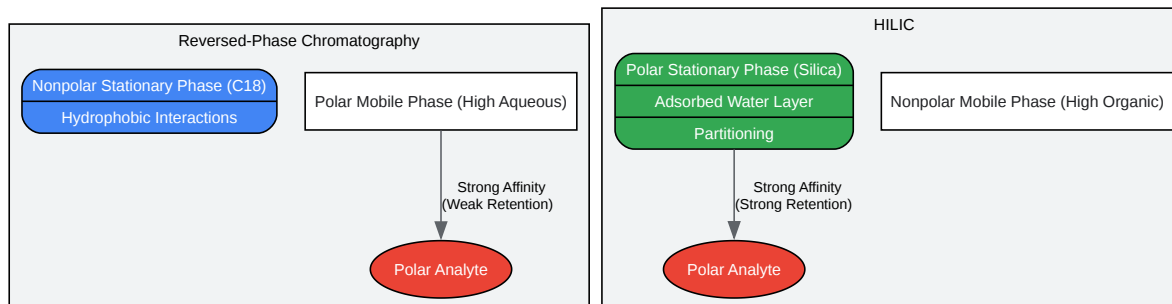 Reversed-Phase Chromatography
Nonpolar Stationary Phase (C18)
Hydrophobic Interactions
Polar Mobile Phase (High Aqueous)
Strong Affinity
(Weak Retention)
Polar Analyte
HILIC
Polar Stationary Phase (Silica)
Adsorbed Water Layer
Partitioning
Nonpolar Mobile Phase (High Organic)
Strong Affinity
(Strong Retention)
Polar Analyte